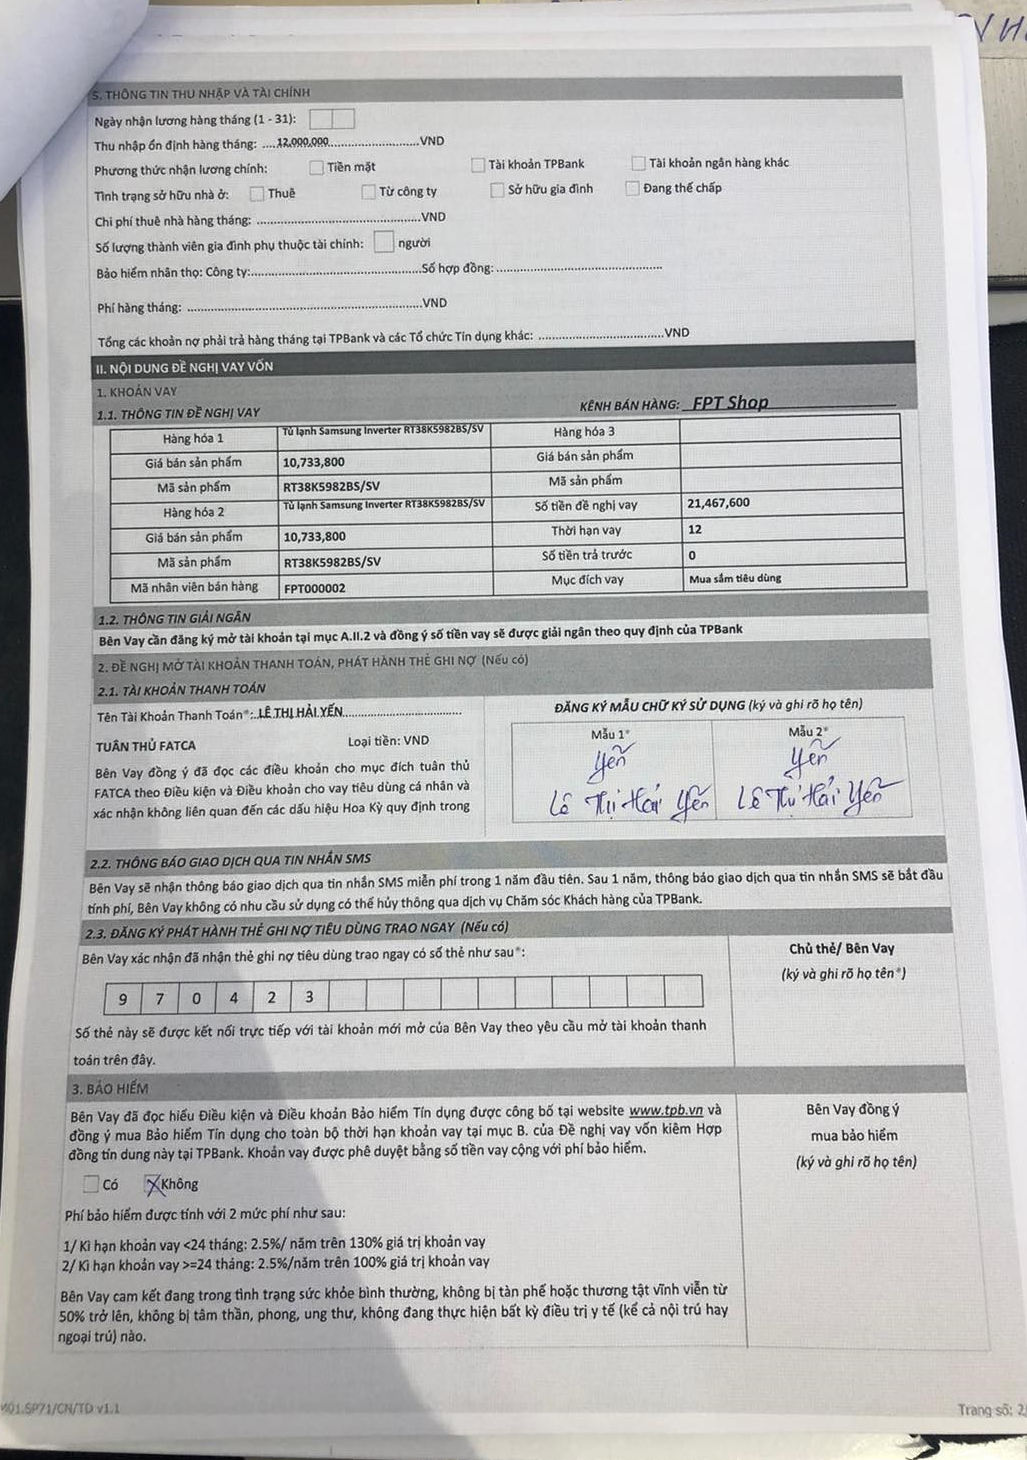 5. THÔNG TIN THU NHẬP VÀ TÀI CHÍNH
Ngày nhận lương hàng tháng (1 - 31):
Thu nhập ổn định hàng tháng: ....12,000,000..........................VND
Phương thức nhận lương chính: Tiền mặt Tài khoản TPBank Tài khoản ngân hàng khác
Tình trạng sở hữu nhà ở: Thuê Từ công ty Sở hữu gia đình Đang thế chấp
Chi phí thuê nhà hàng tháng: ..................................................VND
Số lượng thành viên gia đình phụ thuộc tài chính: người
Bảo hiểm nhân thọ: Công ty:....................................................Số hợp đồng: ..................................................
Phí hàng tháng: ..................................................VND
Tổng các khoản nợ phải trả hàng tháng tại TPBank và các Tổ chức Tín dụng khác: .....................................VND
II. NỘI DUNG ĐỀ NGHỊ VAY VỐN
1. KHOẢN VAY
1.1. THÔNG TIN ĐỀ NGHỊ VAY KÊNH BÁN HÀNG: FPT Shop
Hàng hóa 1 Tủ lạnh Samsung Inverter RT38K5982BS/SV Hàng hóa 3
Giá bán sản phẩm 10,733,800 Giá bán sản phẩm
Mã sản phẩm RT38K5982BS/SV Mã sản phẩm
Hàng hóa 2 Tủ lạnh Samsung Inverter RT38K5982BS/SV Số tiền đề nghị vay 21,467,600
Giá bán sản phẩm 10,733,800 Thời hạn vay 12
Mã sản phẩm RT38K5982BS/SV Số tiền trả trước 0
Mã nhân viên bán hàng FPT000002 Mục đích vay Mua sắm tiêu dùng
1.2. THÔNG TIN GIẢI NGÂN
Bên Vay cần đăng ký mở tài khoản tại mục A.II.2 và đồng ý số tiền vay sẽ được giải ngân theo quy định của TPBank
2. ĐỀ NGHỊ MỞ TÀI KHOẢN THANH TOÁN, PHÁT HÀNH THẺ GHI NỢ (Nếu có)
2.1. TÀI KHOẢN THANH TOÁN
Tên Tài Khoản Thanh Toán*:..LÊ THỊ HẢI YẾN....................................
TUÂN THỦ FATCA Loại tiền: VND
Bên Vay đồng ý đã đọc các điều khoản cho mục đích tuân thủ
FATCA theo Điều kiện và Điều khoản cho vay tiêu dùng cá nhân và
xác nhận không liên quan đến các dấu hiệu Hoa Kỳ quy định trong
ĐĂNG KÝ MẪU CHỮ KÝ SỬ DỤNG (ký và ghi rõ họ tên)
Mẫu 1* Mẫu 2*
Yến Yến
Lê Thị Hải Yến Lê Thị Hải Yến
2.2. THÔNG BÁO GIAO DỊCH QUA TIN NHẮN SMS
Bên Vay sẽ nhận thông báo giao dịch qua tin nhắn SMS miễn phí trong 1 năm đầu tiên. Sau 1 năm, thông báo giao dịch qua tin nhắn SMS sẽ bắt đầu
tính phí, Bên Vay không có nhu cầu sử dụng có thể hủy thông qua dịch vụ Chăm sóc Khách hàng của TPBank.
2.3. ĐĂNG KÝ PHÁT HÀNH THẺ GHI NỢ TIÊU DÙNG TRAO NGAY (Nếu có)
Bên Vay xác nhận đã nhận thẻ ghi nợ tiêu dùng trao ngay có số thẻ như sau*:
9 7 0 4 2 3
Số thẻ này sẽ được kết nối trực tiếp với tài khoản mới mở của Bên Vay theo yêu cầu mở tài khoản thanh
toán trên đây.
Chủ thẻ/ Bên Vay
(ký và ghi rõ họ tên*)
3. BẢO HIỂM
Bên Vay đã đọc hiểu Điều kiện và Điều khoản Bảo hiểm Tín dụng được công bố tại website www.tpb.vn và
đồng ý mua Bảo hiểm Tín dụng cho toàn bộ thời hạn khoản vay tại mục B. của Đề nghị vay vốn kiêm Hợp
đồng tín dung này tại TPBank. Khoản vay được phê duyệt bằng số tiền vay cộng với phí bảo hiểm.
Có Không
Phí bảo hiểm được tính với 2 mức phí như sau:
1/ Kì hạn khoản vay <24 tháng: 2.5%/ năm trên 130% giá trị khoản vay
2/ Kì hạn khoản vay >=24 tháng: 2.5%/năm trên 100% giá trị khoản vay
Bên Vay cam kết đang trong tình trạng sức khỏe bình thường, không bị tàn phế hoặc thương tật vĩnh viễn từ
50% trở lên, không bị tâm thần, phong, ung thư, không đang thực hiện bất kỳ điều trị y tế (kể cả nội trú hay
ngoại trú) nào.
Bên Vay đồng ý
mua bảo hiểm
(ký và ghi rõ họ tên)
M01.SP71/CN/TD v1.1 Trang số: 2/